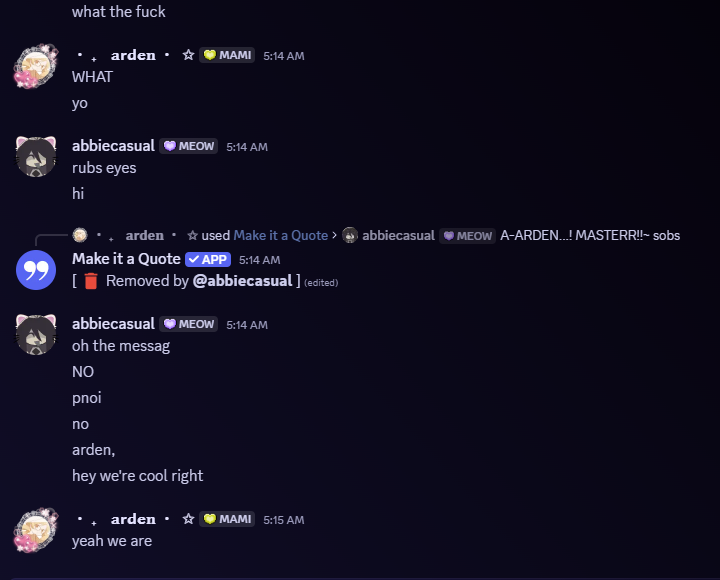 what the fuck
· ₊ arden · ☆ MAMI 5:14 AM
WHAT
yo
abbiecasual MEOW 5:14 AM
rubs eyes
hi
· ₊ arden · ☆ used Make it a Quote › abbiecasual MEOW A-ARDEN...! MASTERR!!~ sobs
Make it a Quote ✓ APP 5:14 AM
[ Removed by @abbiecasual ] (edited)
abbiecasual MEOW 5:14 AM
oh the messag
NO
pnoi
no
arden,
hey we're cool right
· ₊ arden · ☆ MAMI 5:15 AM
yeah we are